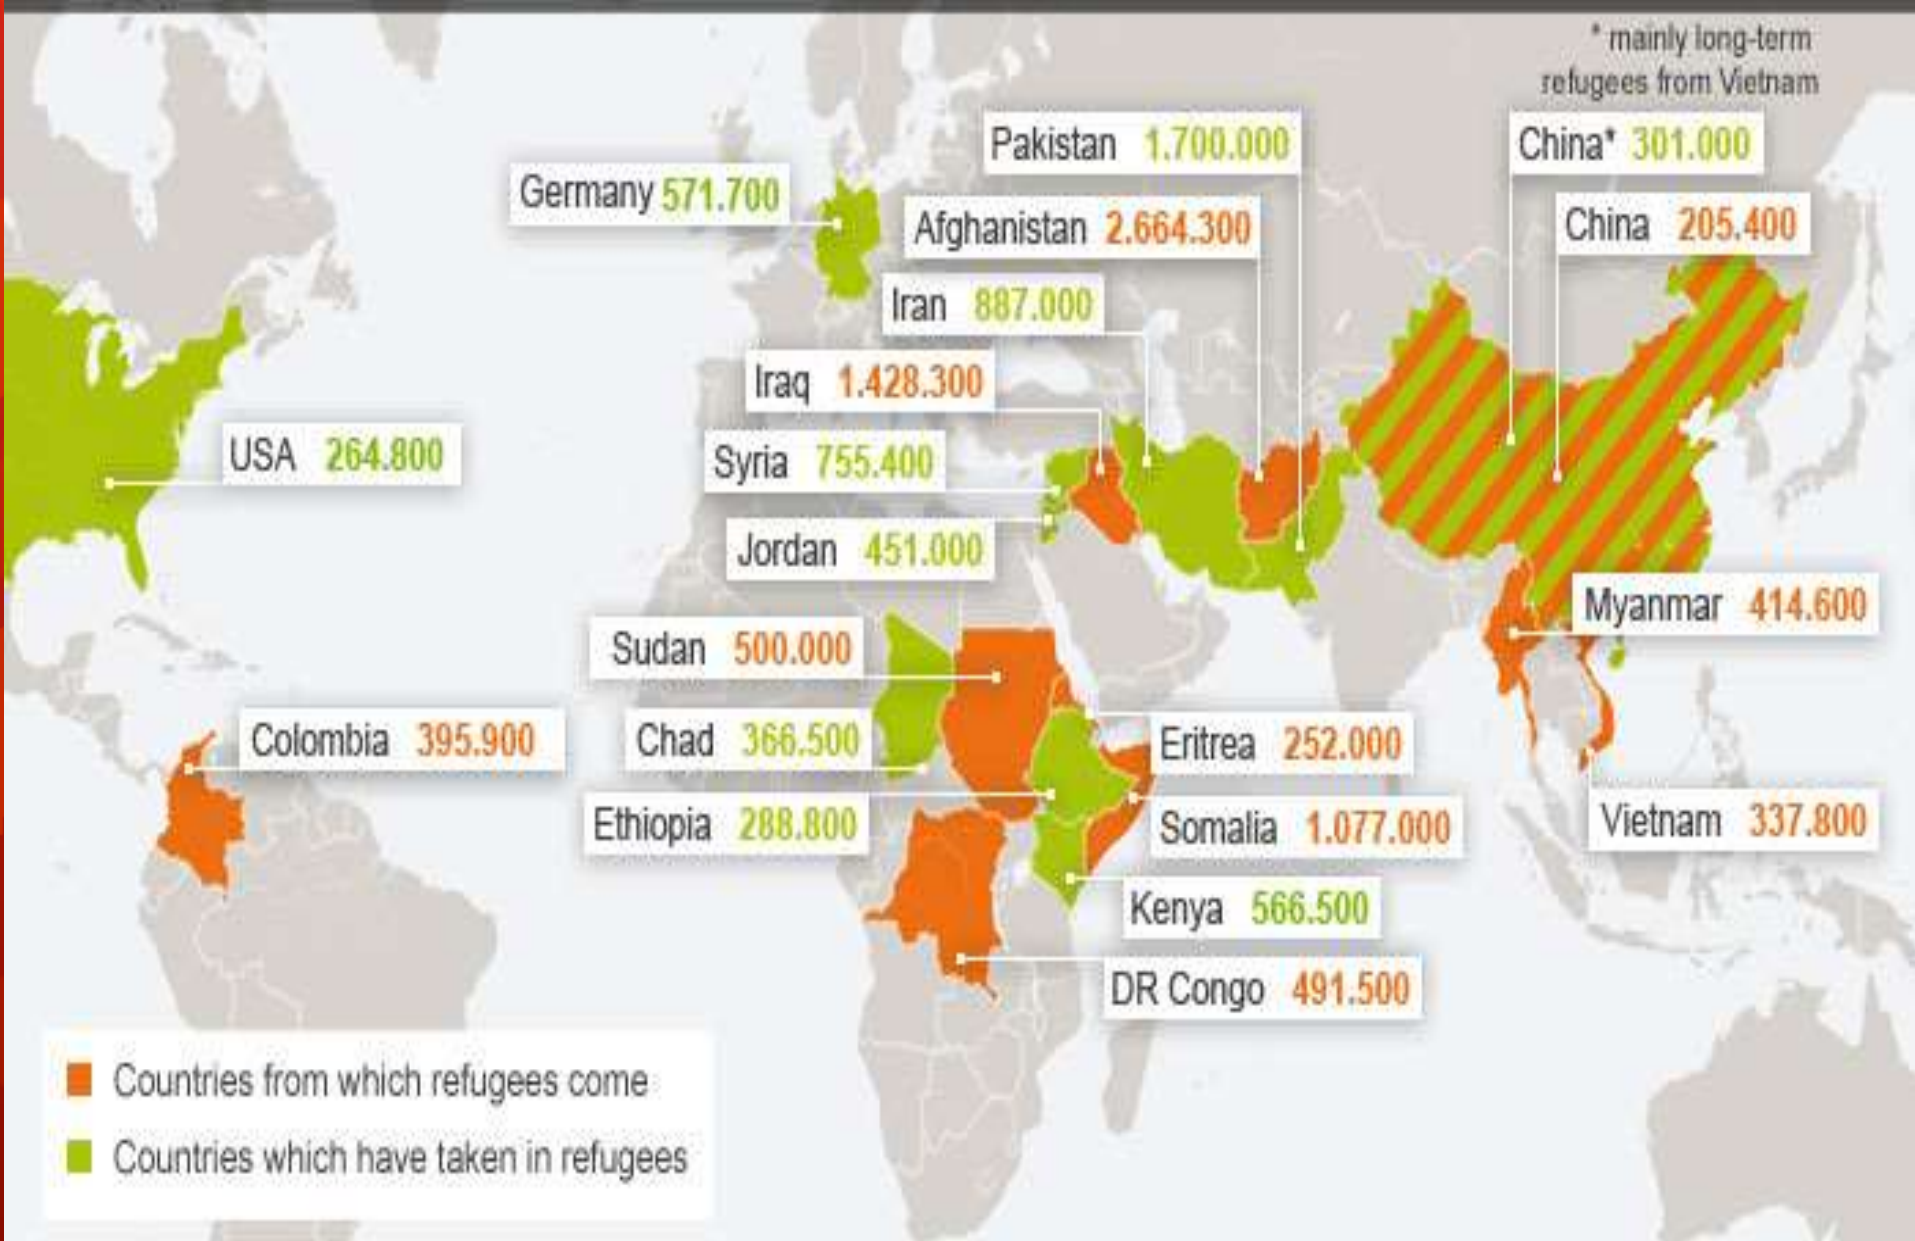 * mainly long-term
refugees from Vietnam
Pakistan 1.700.000
China* 301.000
Germany 571.700
Afghanistan 2.664.300
China 205.400
Iran 887.000
Iraq 1.428.300
USA 264.800
Syria 755.400
Jordan 451.000
Myanmar 414.600
Sudan 500.000
Colombia 395.900
Chad 366.500
Eritrea 252.000
Ethiopia 288.800
Somalia 1.077.000
Vietnam 337.800
Kenya 566.500
DR Congo 491.500
Countries from which refugees come
Countries which have taken in refugees